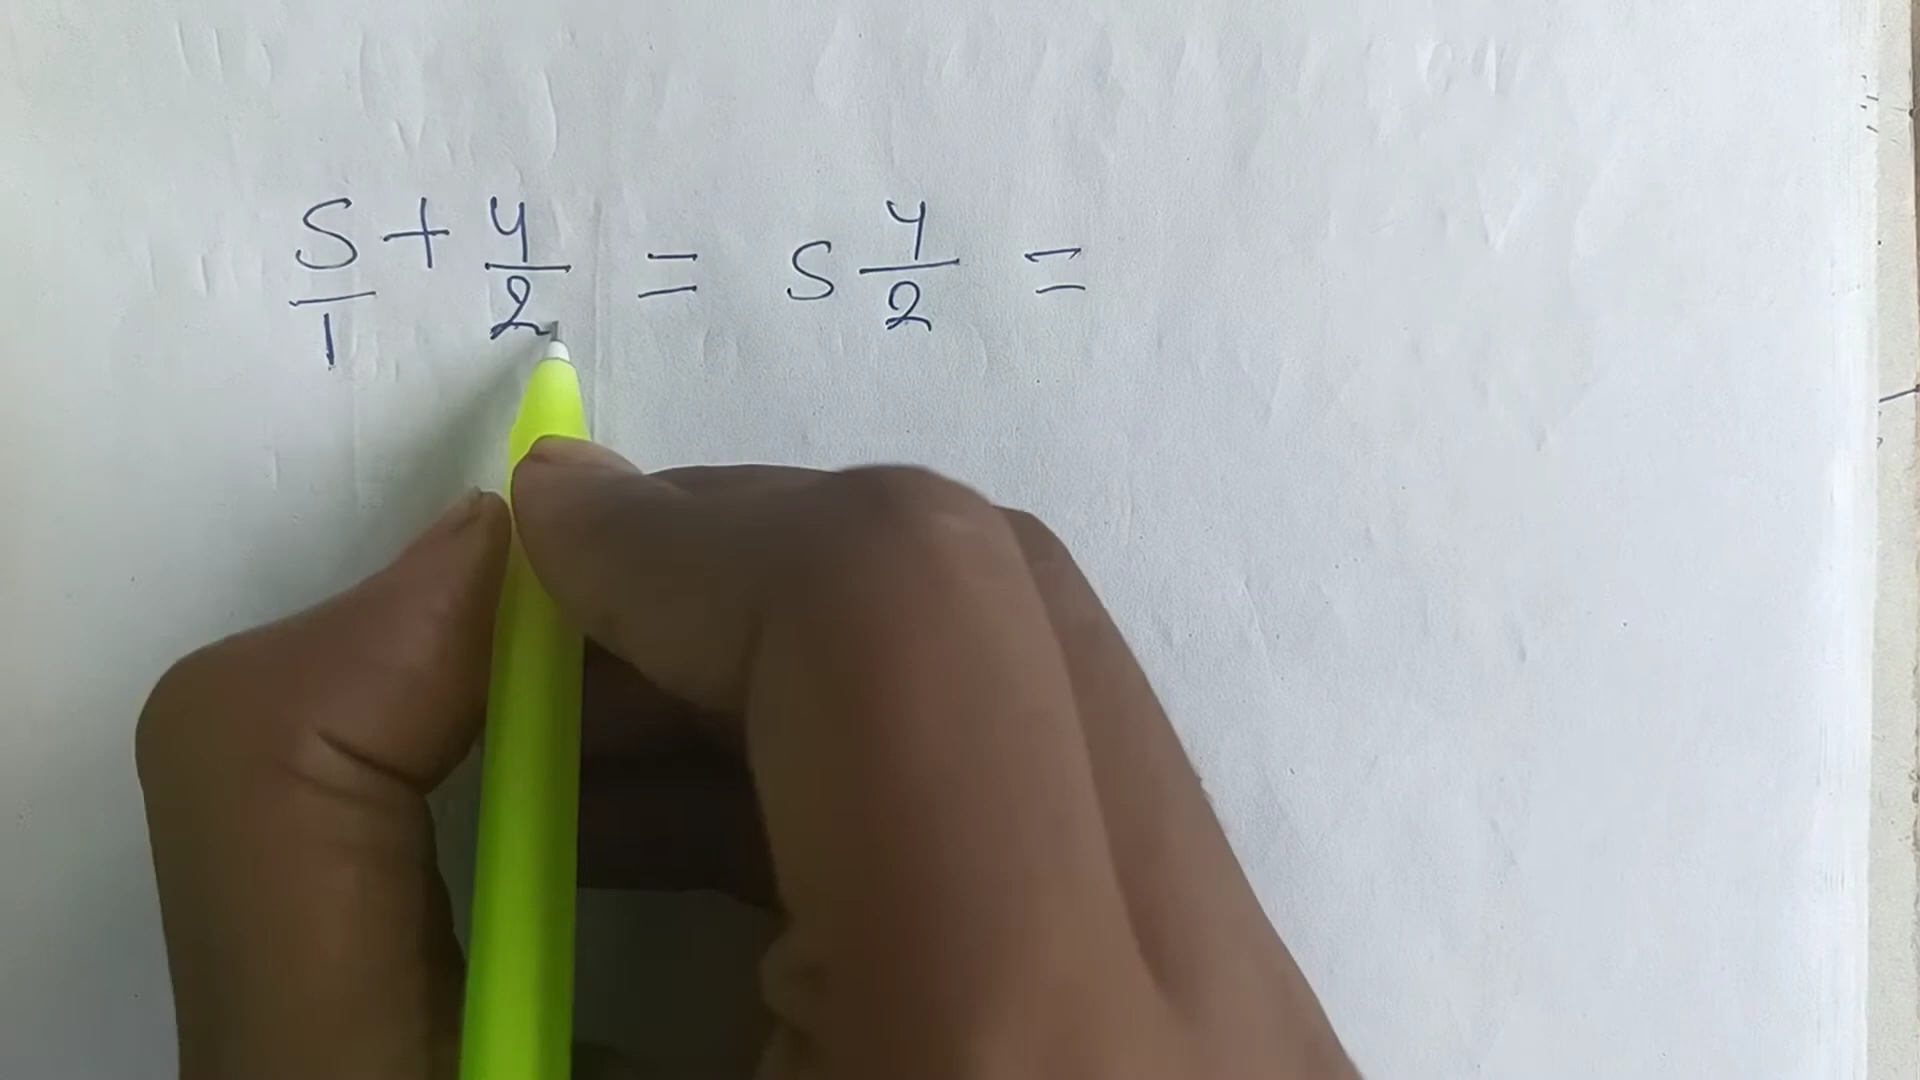 5/1 + 4/2 = 5 4/2 =